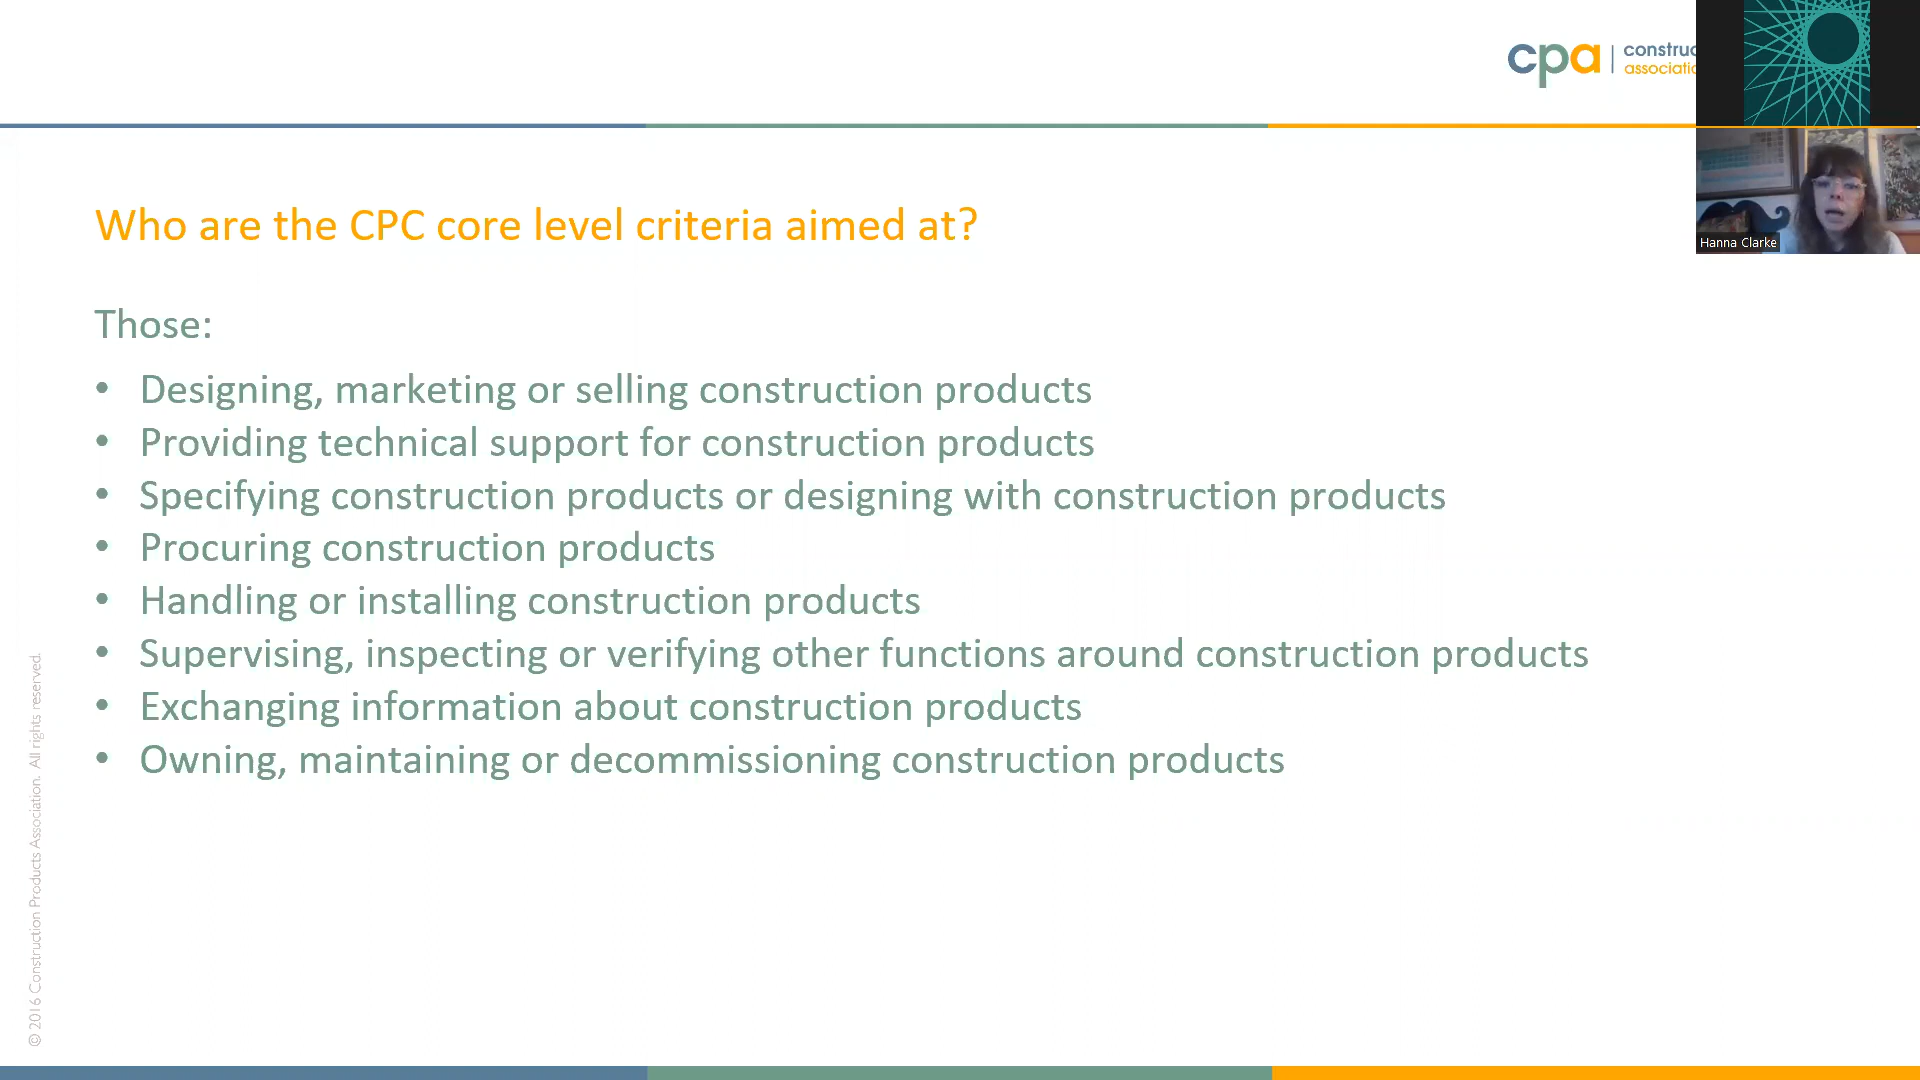 cpa
constru
associati
Hanna Clarke
Who are the CPC core level criteria aimed at?
Those:
• Designing, marketing or selling construction products
• Providing technical support for construction products
• Specifying construction products or designing with construction products
• Procuring construction products
• Handling or installing construction products
• Supervising, inspecting or verifying other functions around construction products
• Exchanging information about construction products
• Owning, maintaining or decommissioning construction products
© 2016 Construction Products Association. All rights reserved.